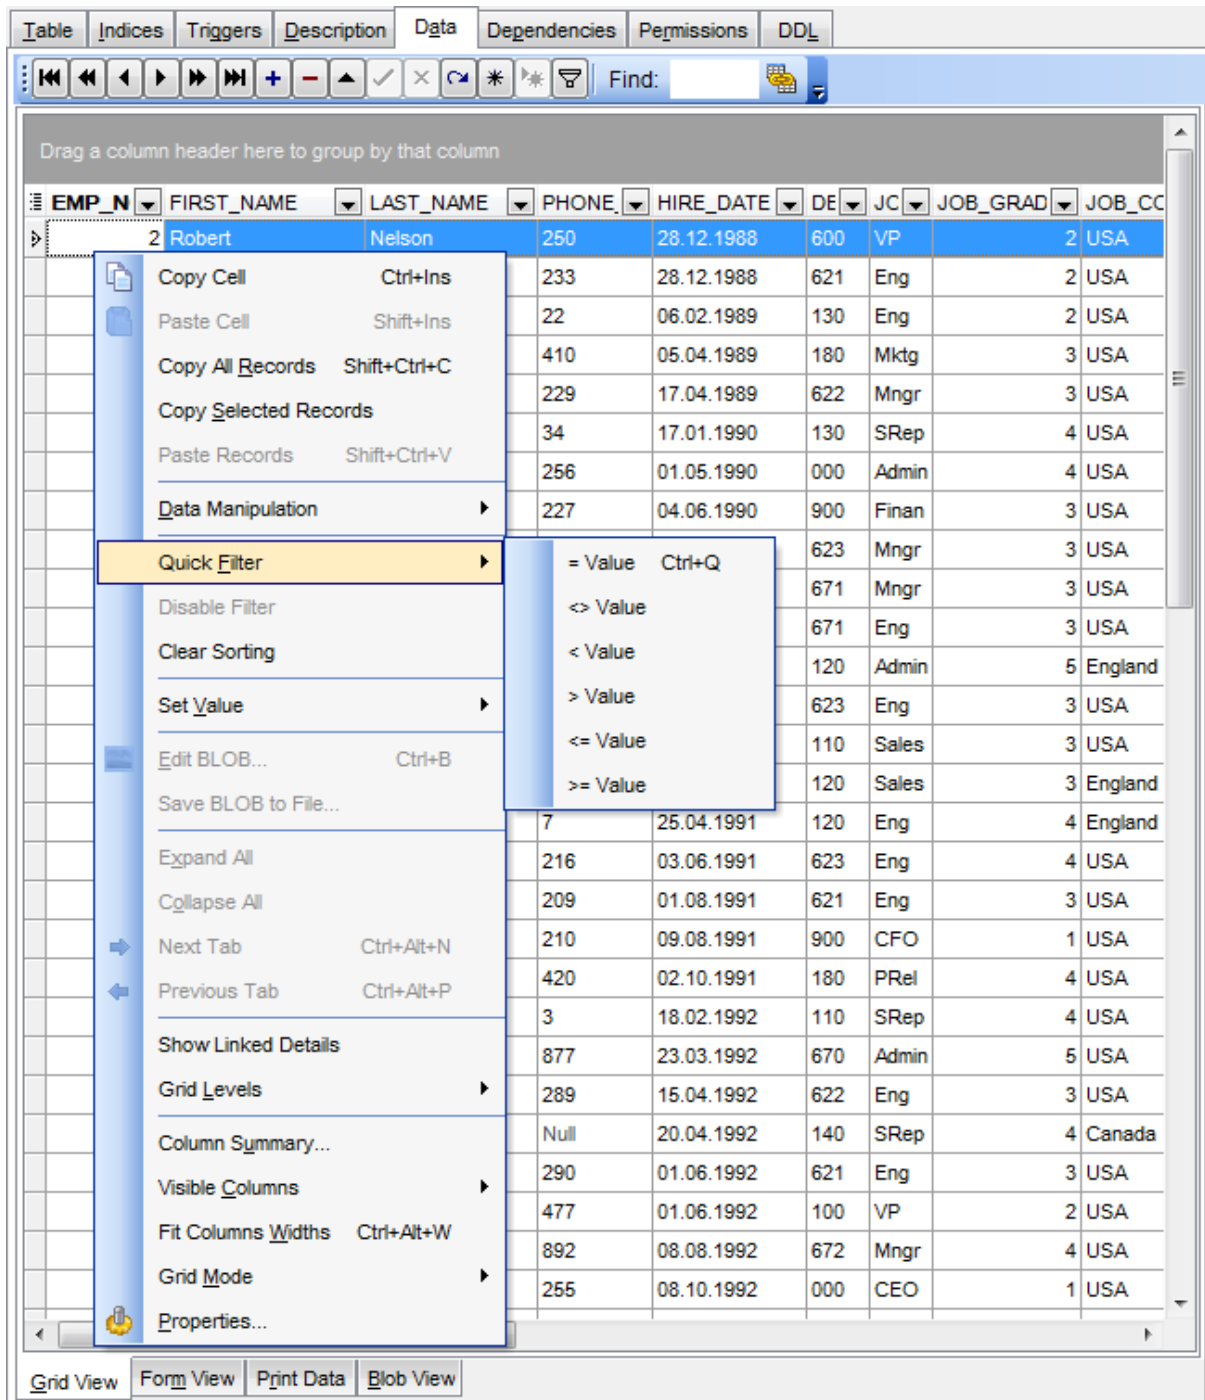 Table Indices Triggers Description Data Dependencies Permissions DDL
Find:
Drag a column header here to group by that column
EMP_N FIRST_NAME LAST_NAME PHONE_ HIRE_DATE DE JC JOB_GRAD JOB_CC
2 Robert Nelson 250 28.12.1988 600 VP 2 USA
Copy Cell Ctrl+Ins 233 28.12.1988 621 Eng 2 USA
Paste Cell Shift+Ins 22 06.02.1989 130 Eng 2 USA
Copy All Records Shift+Ctrl+C 410 05.04.1989 180 Mktg 3 USA
Copy Selected Records 229 17.04.1989 622 Mngr 3 USA
Paste Records Shift+Ctrl+V 34 17.01.1990 130 SRep 4 USA
256 01.05.1990 000 Admin 4 USA
Data Manipulation 227 04.06.1990 900 Finan 3 USA
Quick Filter = Value Ctrl+Q 623 Mngr 3 USA
671 Mngr 3 USA
Disable Filter <> Value 671 Eng 3 USA
Clear Sorting < Value 120 Admin 5 England
Set Value > Value 623 Eng 3 USA
Edit BLOB... Ctrl+B <= Value 110 Sales 3 USA
Save BLOB to File... >= Value 120 Sales 3 England
7 25.04.1991 120 Eng 4 England
Expand All 216 03.06.1991 623 Eng 4 USA
Collapse All 209 01.08.1991 621 Eng 3 USA
Next Tab Ctrl+Alt+N 210 09.08.1991 900 CFO 1 USA
Previous Tab Ctrl+Alt+P 420 02.10.1991 180 PRel 4 USA
3 18.02.1992 110 SRep 4 USA
Show Linked Details 877 23.03.1992 670 Admin 5 USA
Grid Levels 289 15.04.1992 622 Eng 3 USA
Column Summary... Null 20.04.1992 140 SRep 4 Canada
Visible Columns 290 01.06.1992 621 Eng 3 USA
477 01.06.1992 100 VP 2 USA
Fit Columns Widths Ctrl+Alt+W 892 08.08.1992 672 Mngr 4 USA
Grid Mode 255 08.10.1992 000 CEO 1 USA
Properties...
Grid View Form View Print Data Blob View